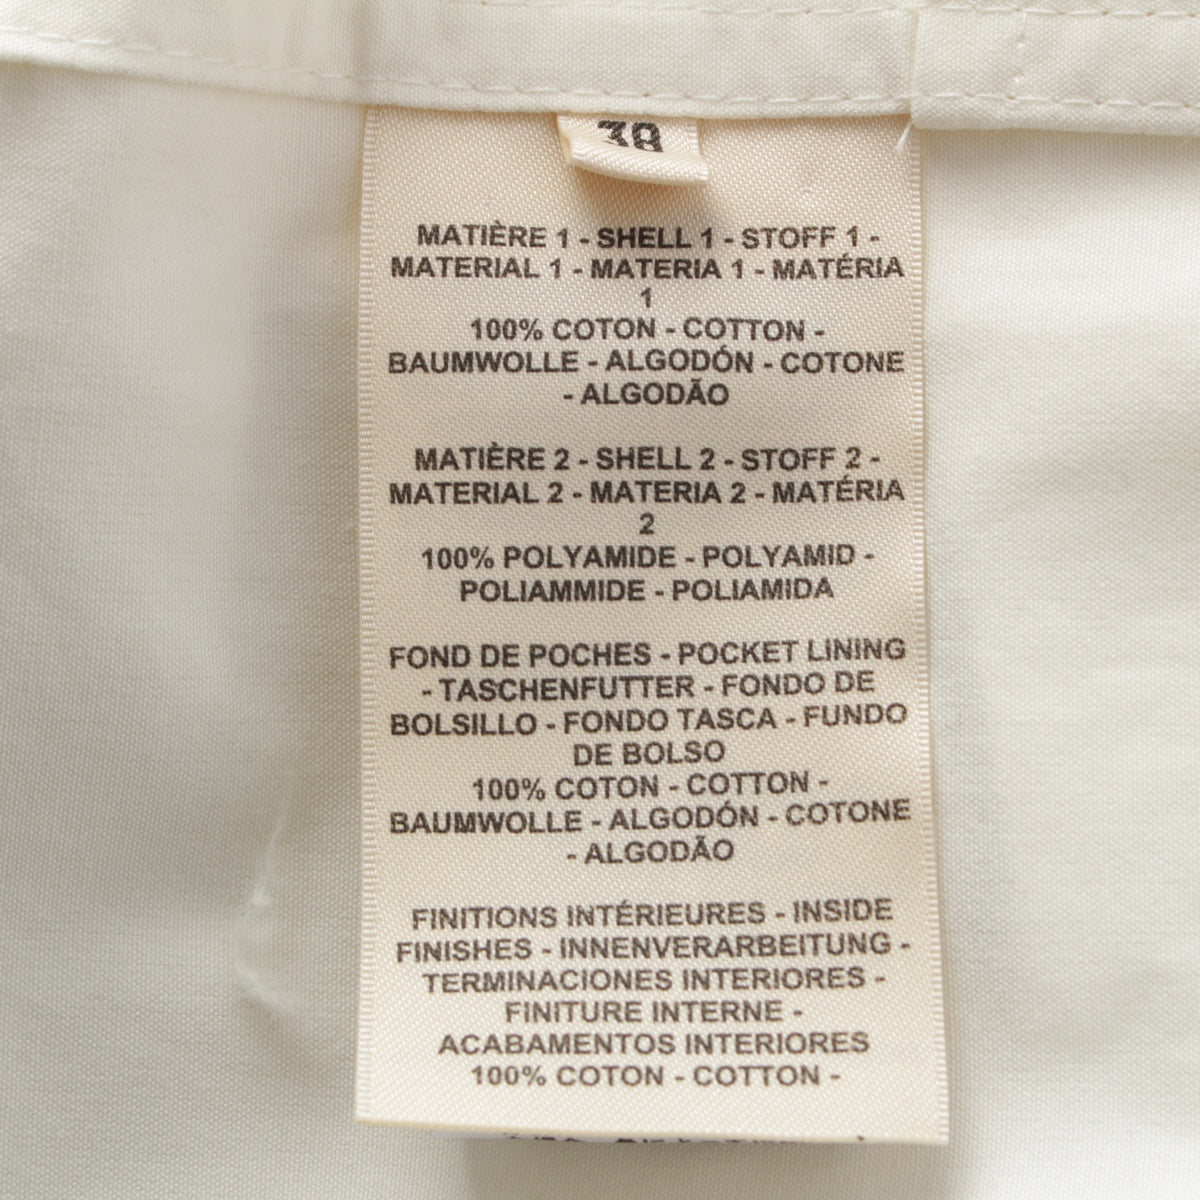 38
MATIÈRE 1 - SHELL 1 - STOFF 1 -
MATERIAL 1 - MATERIA 1 - MATÉRIA
1
100% COTON - COTTON -
BAUMWOLLE - ALGODÓN - COTONE
- ALGODÃO
MATIÈRE 2 - SHELL 2 - STOFF 2 -
MATERIAL 2 - MATERIA 2 - MATÉRIA
2
100% POLYAMIDE - POLYAMID -
POLIAMMIDE - POLIAMIDA
FOND DE POCHES - POCKET LINING
- TASCHENFUTTER - FONDO DE
BOLSILLO - FONDO TASCA - FUNDO
DE BOLSO
100% COTON - COTTON -
BAUMWOLLE - ALGODÓN - COTONE
- ALGODÃO
FINITIONS INTÉRIEURES - INSIDE
FINISHES - INNENVERARBEITUNG -
TERMINACIONES INTERIORES -
FINITURE INTERNE -
ACABAMENTOS INTERIORES
100% COTON - COTTON -